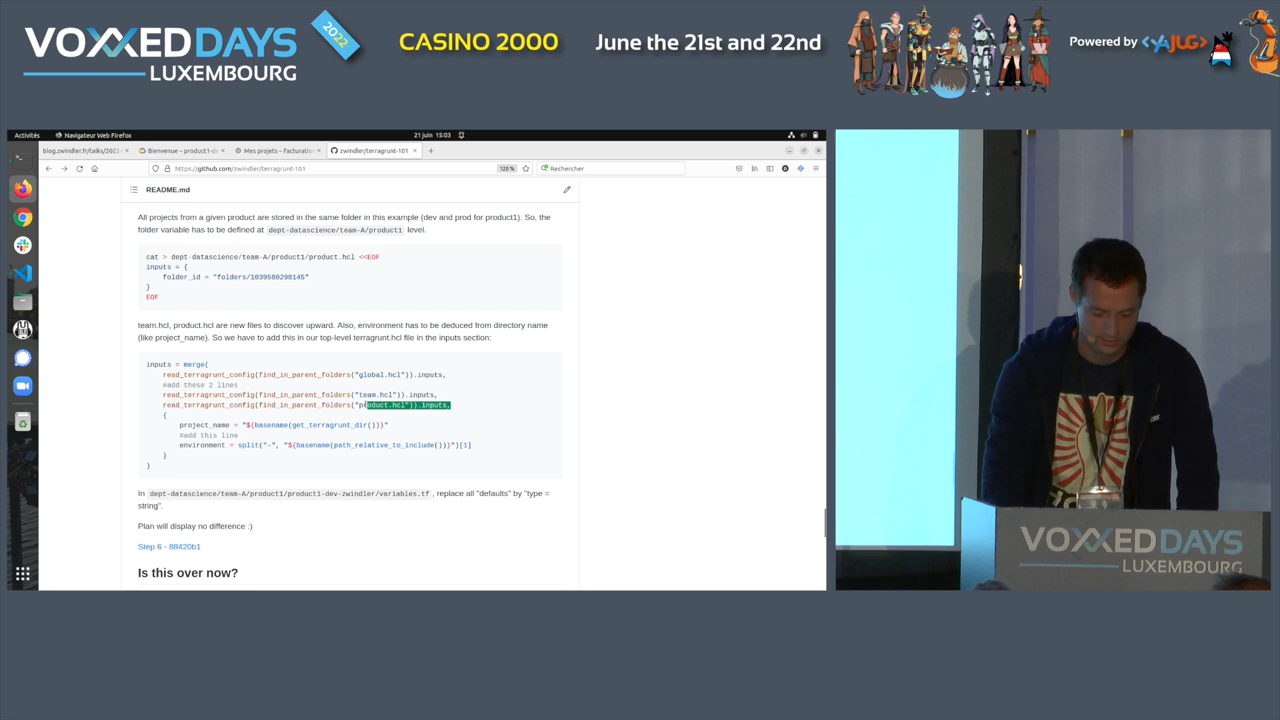 VOXXED DAYS
LUXEMBOURG
2022
CASINO 2000
June the 21st and 22nd
Powered by
<YAJUG>
Activités
Navigateur Web Firefox
21 juin 15:03
Bienvenue – product1-de
Mes projets – Facturation
zwindler/terragrunt-101
https://github.com/zwindler/terragrunt-101
120 %
Rechercher
README.md
All projects from a given product are stored in the same folder in this example (dev and prod for product1). So, the
folder variable has to be defined at dept-datascience/team-A/product1 level.
cat > dept-datascience/team-A/product1/product.hcl <<EOF
inputs = {
folder_id = "folders/1039580298145"
}
EOF
team.hcl, product.hcl are new files to discover upward. Also, environment has to be deduced from directory name
(like project_name). So we have to add this in our top-level terragrunt.hcl file in the inputs section:
inputs = merge(
read_terragrunt_config(find_in_parent_folders("global.hcl")).inputs,
#add these 2 lines
read_terragrunt_config(find_in_parent_folders("team.hcl")).inputs,
read_terragrunt_config(find_in_parent_folders("product.hcl")).inputs,
{
project_name = "${basename(get_terragrunt_dir())}"
#add this line
environment = split("-", "${basename(path_relative_to_include())}")[1]
}
)
In dept-datascience/team-A/product1/product1-dev-zwindler/variables.tf , replace all "defaults" by "type =
string".
Plan will display no difference :)
Step 6 - 88420b1
Is this over now?
VOXXED DAYS
LUXEMBOURG